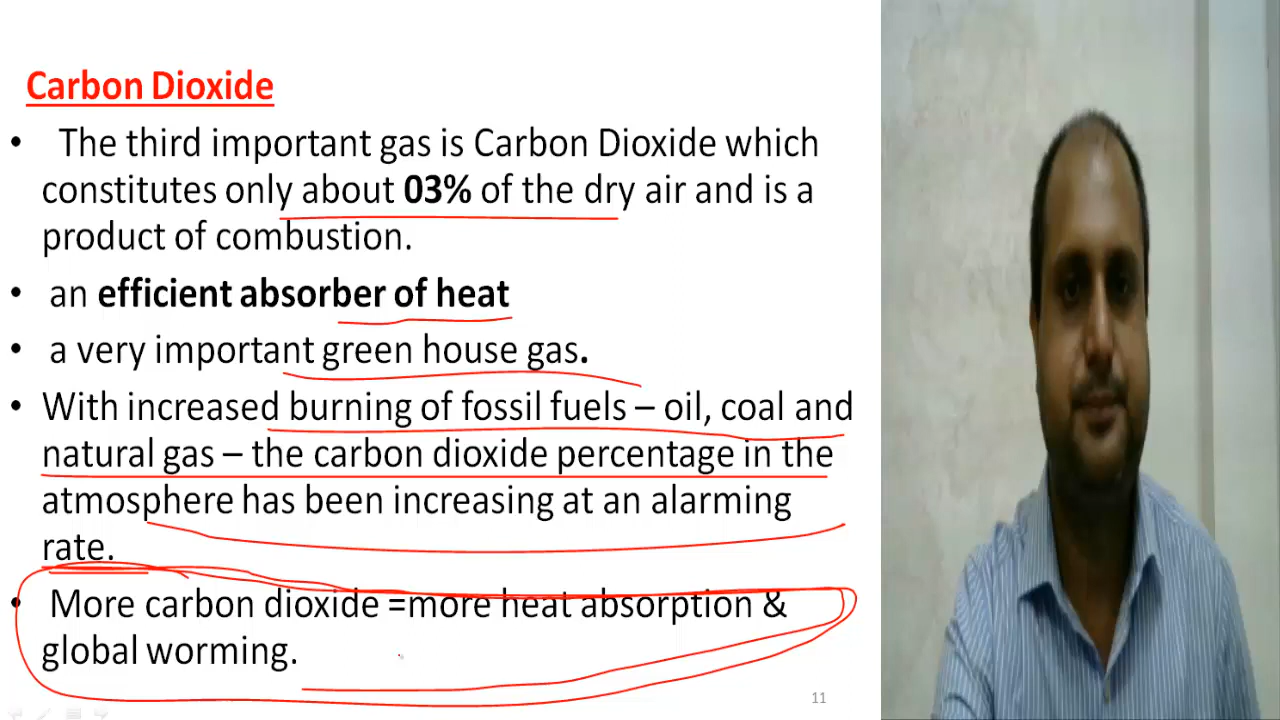 Carbon Dioxide
• The third important gas is Carbon Dioxide which
constitutes only about 03% of the dry air and is a
product of combustion.
• an efficient absorber of heat
• a very important green house gas.
• With increased burning of fossil fuels – oil, coal and
natural gas – the carbon dioxide percentage in the
atmosphere has been increasing at an alarming
rate.
• More carbon dioxide =more heat absorption &
global worming.
11